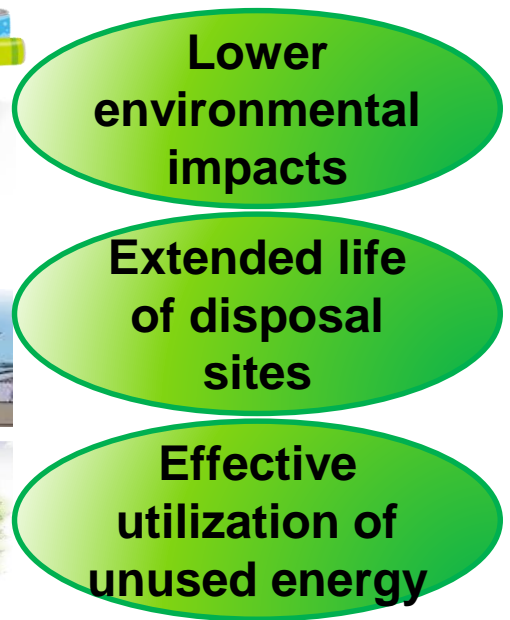 Lower
environmental
impacts
Extended life
of disposal
sites
Effective
utilization of
unused energy